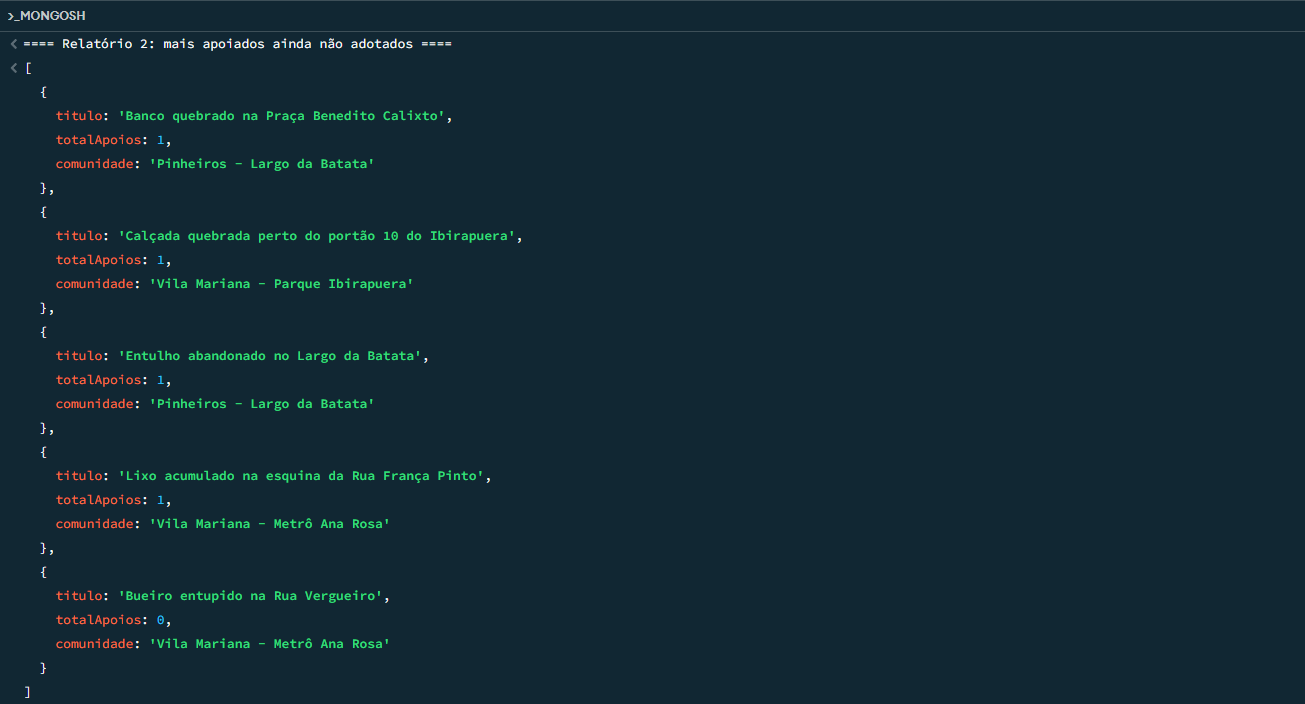 >_MONGOSH
==== Relatório 2: mais apoiados ainda não adotados ====
[
{
titulo: 'Banco quebrado na Praça Benedito Calixto',
totalApoios: 1,
comunidade: 'Pinheiros - Largo da Batata'
},
{
titulo: 'Calçada quebrada perto do portão 10 do Ibirapuera',
totalApoios: 1,
comunidade: 'Vila Mariana - Parque Ibirapuera'
},
{
titulo: 'Entulho abandonado no Largo da Batata',
totalApoios: 1,
comunidade: 'Pinheiros - Largo da Batata'
},
{
titulo: 'Lixo acumulado na esquina da Rua França Pinto',
totalApoios: 1,
comunidade: 'Vila Mariana - Metrô Ana Rosa'
},
{
titulo: 'Bueiro entupido na Rua Vergueiro',
totalApoios: 0,
comunidade: 'Vila Mariana - Metrô Ana Rosa'
}
]